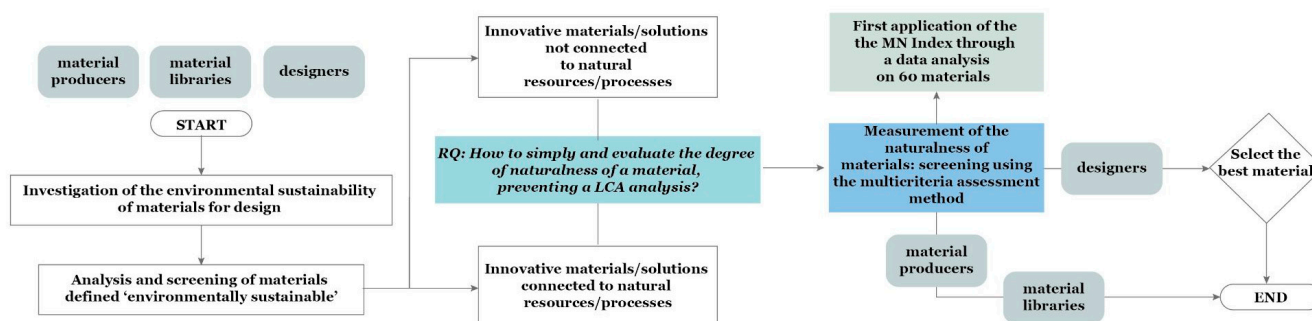 material
producers
material
libraries
designers
START
Investigation of the environmental sustainability
of materials for design
Analysis and screening of materials
defined ‘environmentally sustainable’
Innovative materials/solutions
not connected
to natural
resources/processes
RQ: How to simply and evaluate the degree
of naturalness of a material,
preventing a LCA analysis?
Innovative materials/solutions
connected to natural
resources/processes
First application of the
the MN Index through
a data analysis
on 60 materials
Measurement of the
naturalness of
materials: screening using
the multicriteria assessment
method
designers
Select the
best material
material
producers
material
libraries
END